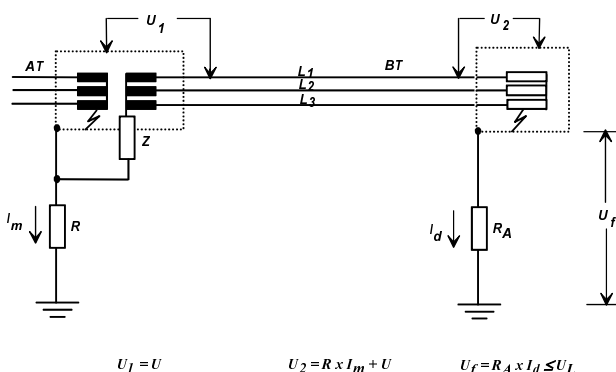 U1
U2
AT
L1
BT
L2
L3
Z
Im
R
Id
RA
Uf
U1 = U
U2 = R x Im + U
Uf = RA x Id ≤ UL